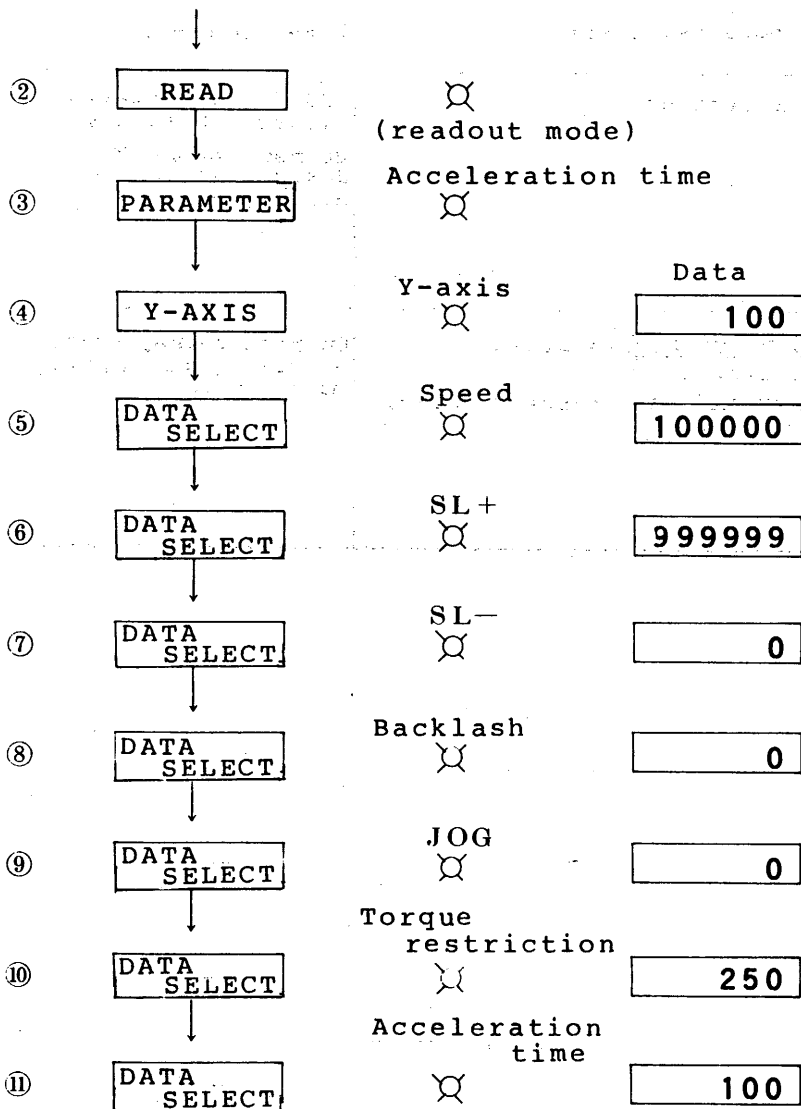 ② READ
(readout mode)
Acceleration time
③ PARAMETER
Data
Y-axis
④ Y-AXIS 100
Speed
⑤ DATA
SELECT 100000
SL+
⑥ DATA
SELECT 999999
SL−
⑦ DATA
SELECT 0
Backlash
⑧ DATA
SELECT 0
JOG
⑨ DATA
SELECT 0
Torque
restriction
⑩ DATA
SELECT 250
Acceleration
time
⑪ DATA
SELECT 100